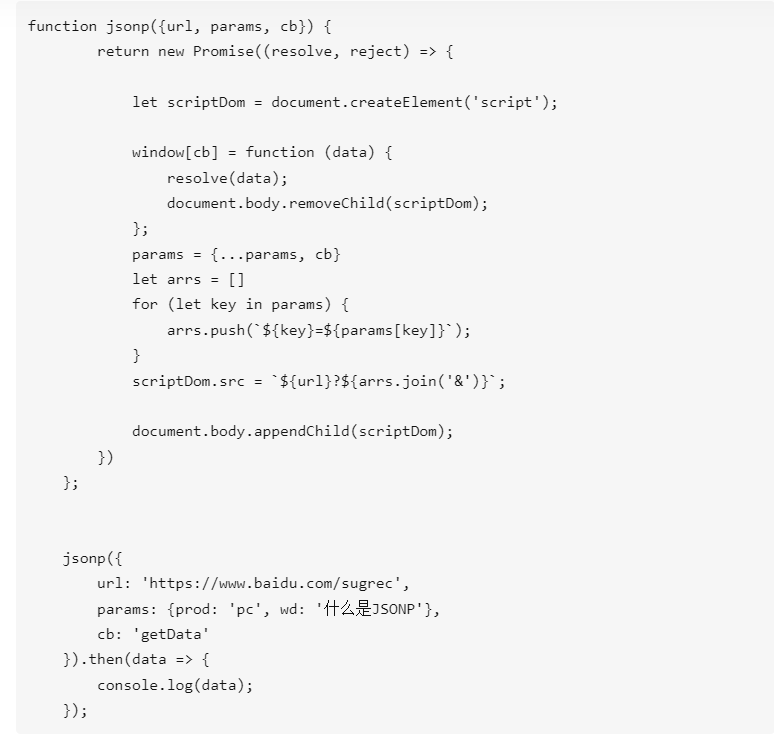 function jsonp({url, params, cb}) {
        return new Promise((resolve, reject) => {

            let scriptDom = document.createElement('script');

            window[cb] = function (data) {
                resolve(data);
                document.body.removeChild(scriptDom);
            };
            params = {...params, cb}
            let arrs = []
            for (let key in params) {
                arrs.push(`${key}=${params[key]}`);
            }
            scriptDom.src = `${url}?${arrs.join('&')}`;

            document.body.appendChild(scriptDom);
        })
    };


    jsonp({
        url: 'https://www.baidu.com/sugrec',
        params: {prod: 'pc', wd: '什么是JSONP'},
        cb: 'getData'
    }).then(data => {
        console.log(data);
    });